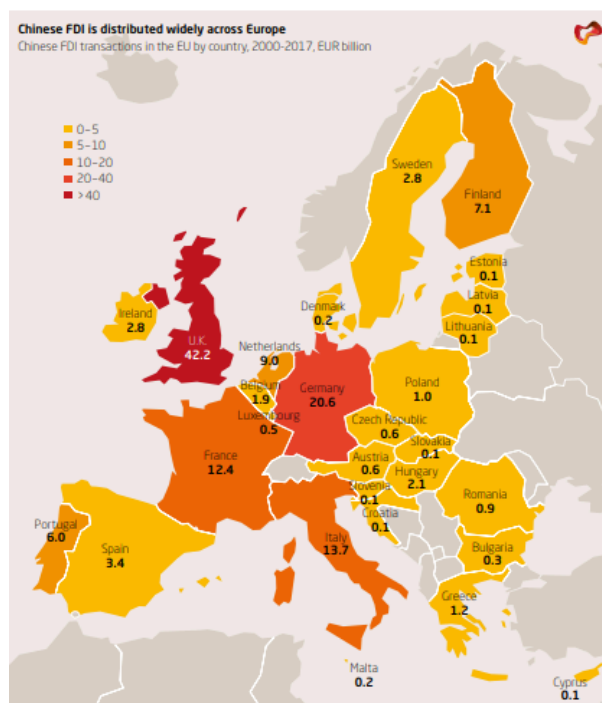 Chinese FDI is distributed widely across Europe
Chinese FDI transactions in the EU by country, 2000-2017, EUR billion
0–5
5–10
10–20
20–40
>40
Sweden
2.8
Finland
7.1
Estonia
0.1
Latvia
0.1
Lithuania
0.1
Denmark
0.2
Ireland
2.8
U.K.
42.2
Netherlands
9.0
Belgium
1.9
Luxembourg
0.5
Germany
20.6
Poland
1.0
Czech Republic
0.6
Slovakia
0.1
Austria
0.6
Hungary
2.1
Slovenia
0.1
Croatia
0.1
Romania
0.9
Bulgaria
0.3
France
12.4
Italy
13.7
Portugal
6.0
Spain
3.4
Greece
1.2
Malta
0.2
Cyprus
0.1